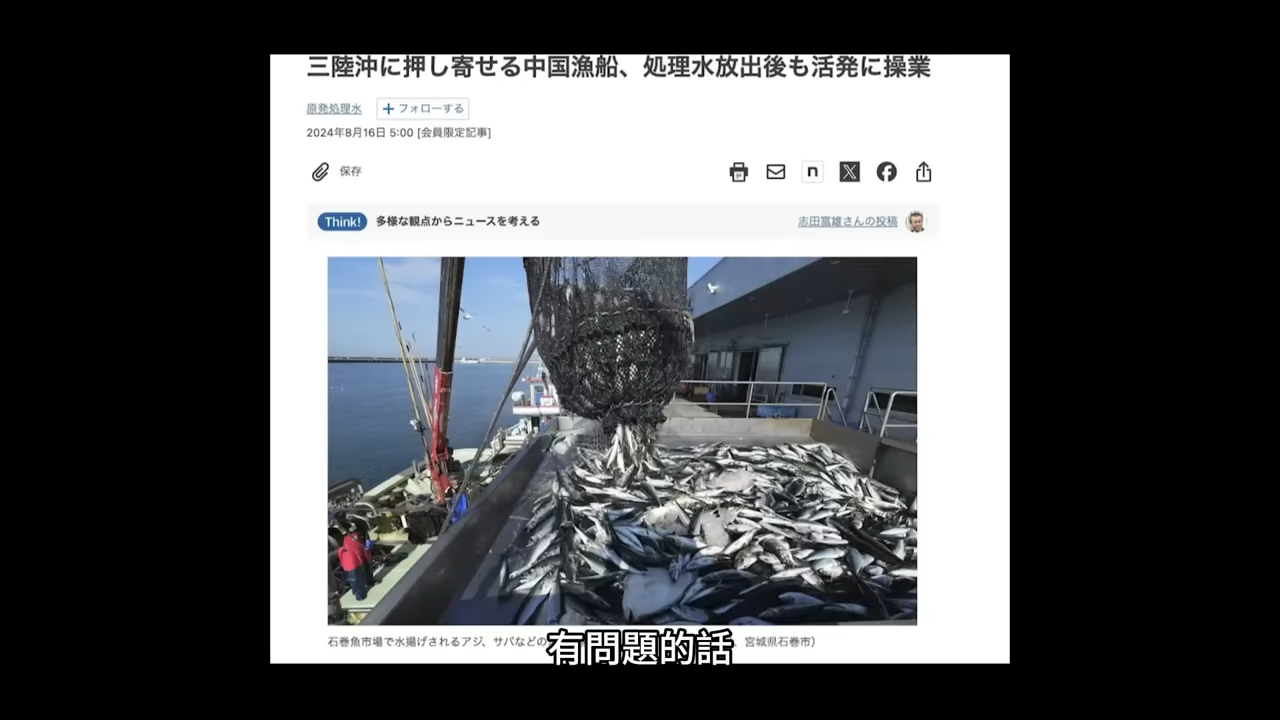 三陸沖に押し寄せる中国漁船、処理水放出後も活発に操業
原発処理水
フォローする
2024年8月16日 5:00 [会員限定記事]
保存
Think!
多様な観点からニュースを考える
志田富雄さんの投稿
石巻魚市場で水揚げされるアジ、サバなどの
、宮城県石巻市)
有問題的話